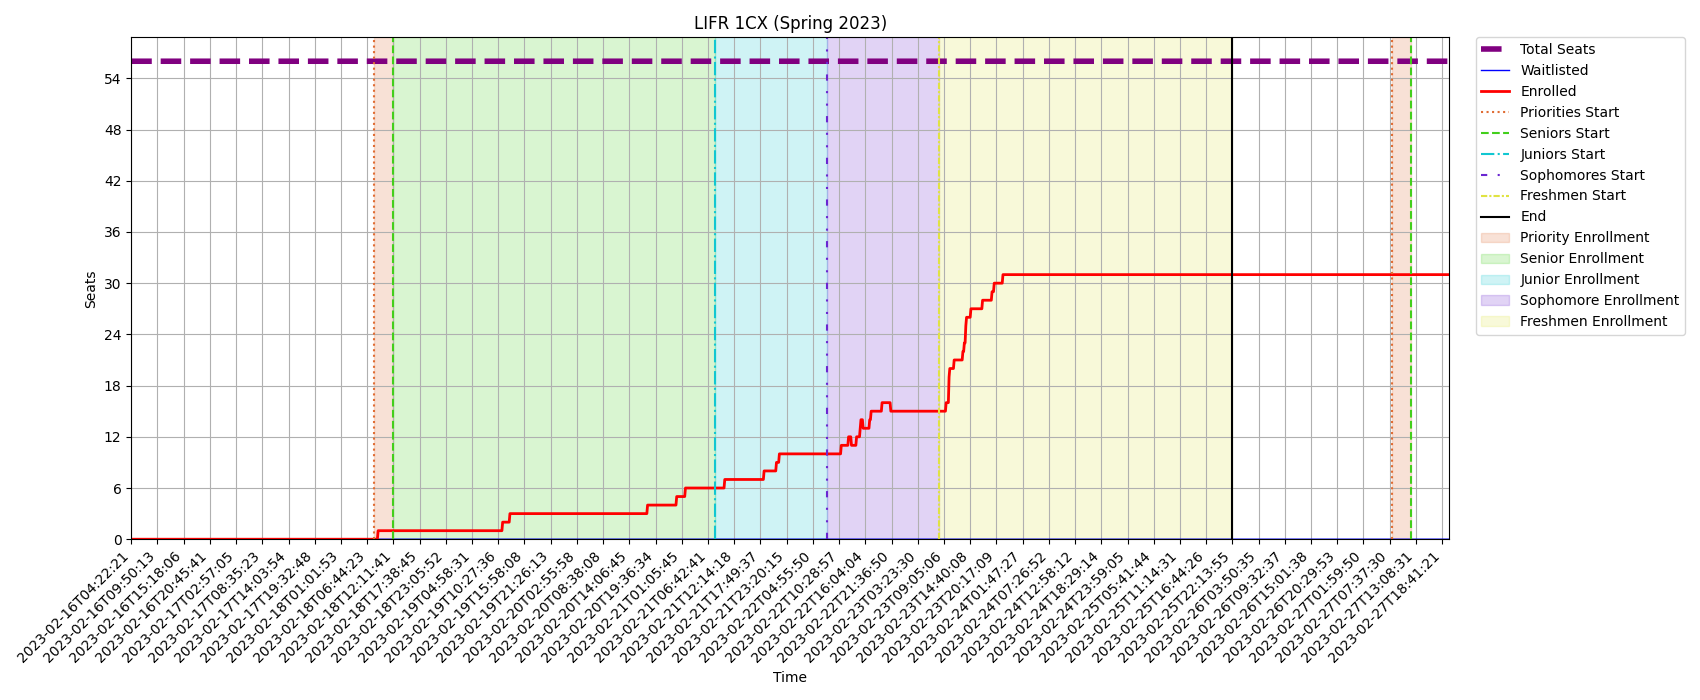 LIFR 1CX (Spring 2023)
Seats
54
48
42
36
30
24
18
12
6
0
2023-02-16T04:22:21
2023-02-16T09:50:13
2023-02-16T15:18:06
2023-02-16T20:45:41
2023-02-17T02:57:05
2023-02-17T08:35:23
2023-02-17T14:03:54
2023-02-17T19:32:48
2023-02-18T01:01:53
2023-02-18T06:44:23
2023-02-18T12:11:41
2023-02-18T17:38:45
2023-02-18T23:05:52
2023-02-19T04:58:31
2023-02-19T10:27:36
2023-02-19T15:58:08
2023-02-19T21:26:13
2023-02-20T02:55:58
2023-02-20T08:38:08
2023-02-20T14:06:45
2023-02-20T19:36:34
2023-02-21T01:05:45
2023-02-21T06:42:41
2023-02-21T12:14:18
2023-02-21T17:49:37
2023-02-21T23:20:15
2023-02-22T04:55:50
2023-02-22T10:28:57
2023-02-22T16:04:04
2023-02-22T21:36:50
2023-02-23T03:23:30
2023-02-23T09:05:06
2023-02-23T14:40:08
2023-02-23T20:17:09
2023-02-24T01:47:27
2023-02-24T07:26:52
2023-02-24T12:58:12
2023-02-24T18:29:14
2023-02-24T23:59:05
2023-02-25T05:41:44
2023-02-25T11:14:31
2023-02-25T16:44:26
2023-02-25T22:13:55
2023-02-26T03:50:35
2023-02-26T09:32:37
2023-02-26T15:01:38
2023-02-26T20:29:53
2023-02-27T01:59:50
2023-02-27T07:37:30
2023-02-27T13:08:31
2023-02-27T18:41:21
Time
Total Seats
Waitlisted
Enrolled
Priorities Start
Seniors Start
Juniors Start
Sophomores Start
Freshmen Start
End
Priority Enrollment
Senior Enrollment
Junior Enrollment
Sophomore Enrollment
Freshmen Enrollment